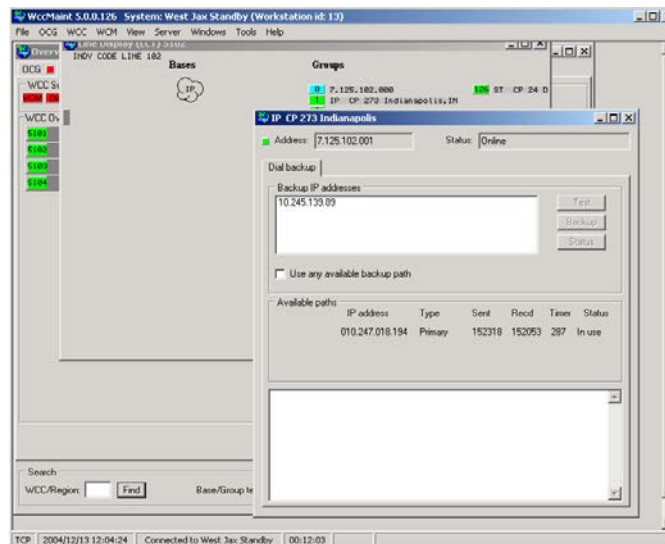 WccMaint 5.0.0.126 System: West Jax Standby (Workstation id: 13)
File OCG WCC WCM View Server Windows Tools Help
Line Display (LCT) 5102
INDY CODE LINE 102
OCG
Bases
Groups
IP
0 7.125.102.000
126 ST CP 24 D
1 IP CP 273 Indianapolis,IN
5101
5102
5103
5104
IP CP 273 Indianapolis
Address: 7.125.102.001
Status: Online
Dial backup
Backup IP addresses
10.245.139.09
Test
Backup
Status
Use any available backup path
Available paths
IP address Type Sent Recd Timer Status
010.247.018.194 Primary 152318 152053 287 In use
Search
WCC/Region:
Find
Base/Group te
TCP 2004/12/13 12:04:24 Connected to West Jax Standby 00:12:03